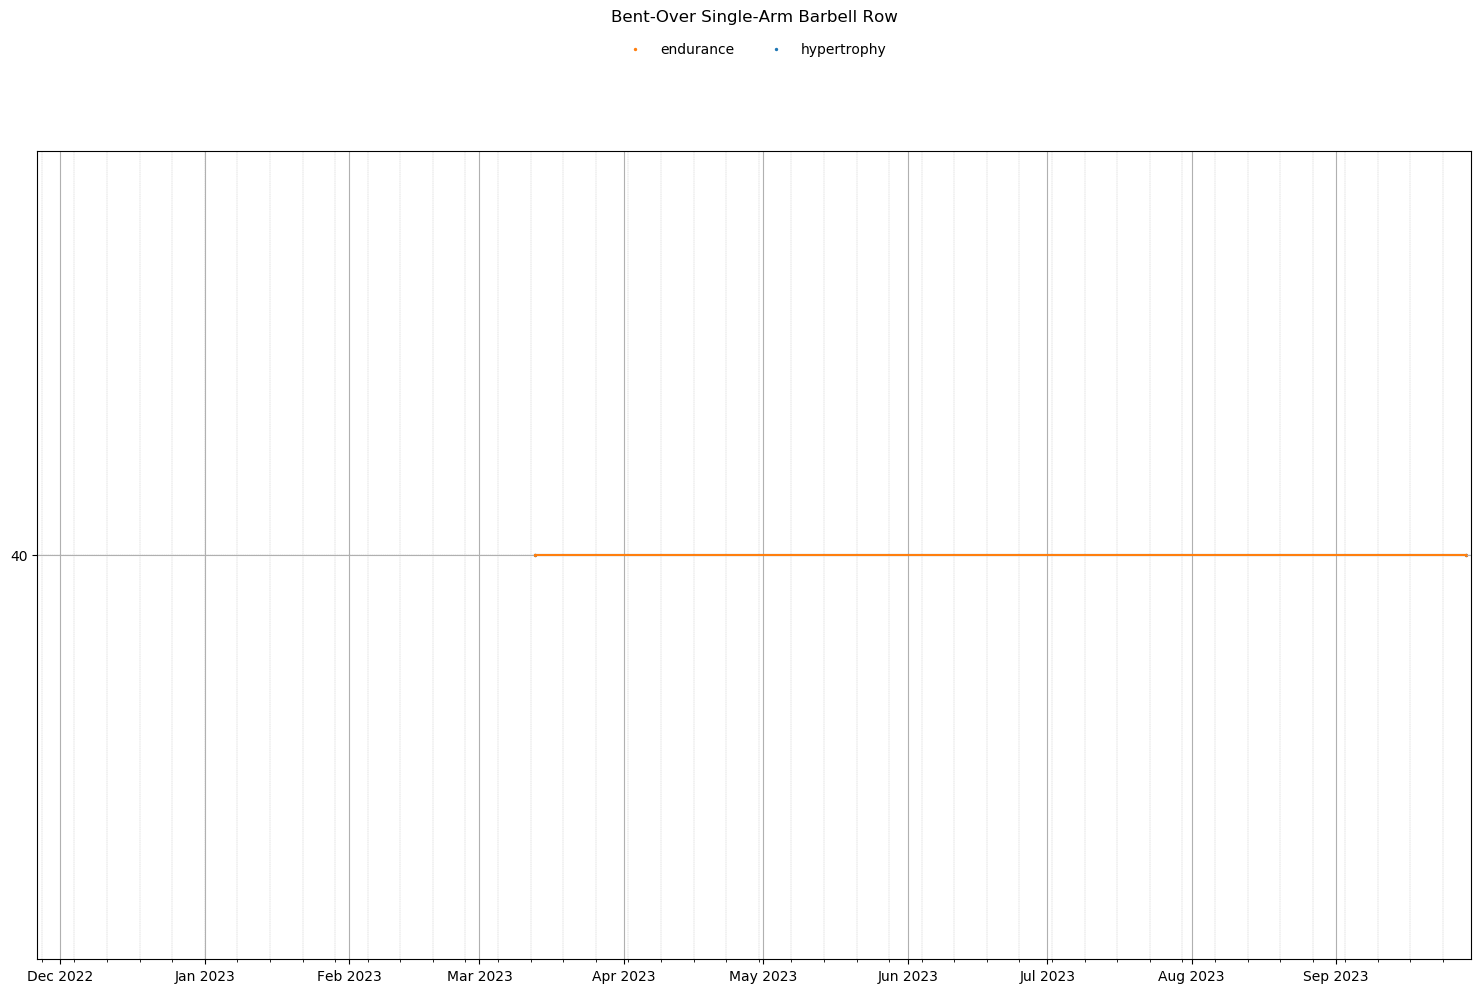 Bent-Over Single-Arm Barbell Row
endurance hypertrophy
40
Dec 2022 Jan 2023 Feb 2023 Mar 2023 Apr 2023 May 2023 Jun 2023 Jul 2023 Aug 2023 Sep 2023